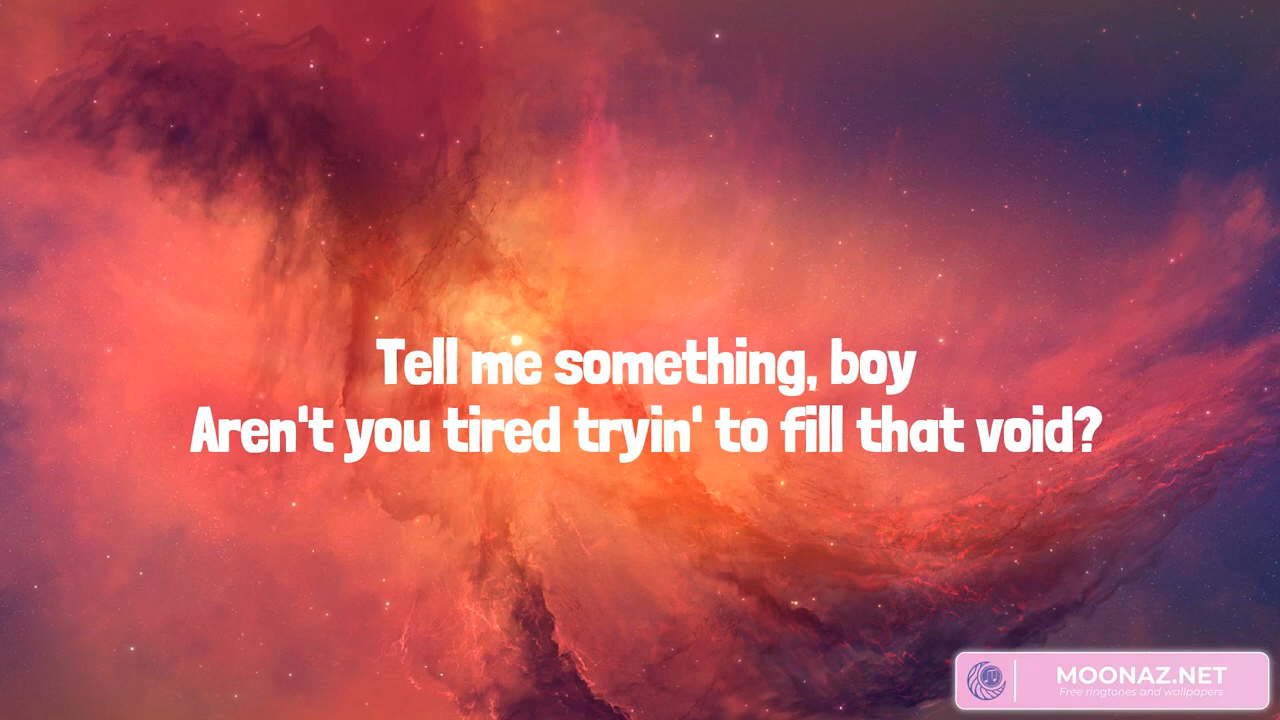 Tell me something, boy
Aren't you tired tryin' to fill that void?
MOONAZ.NET
Free ringtones and wallpapers